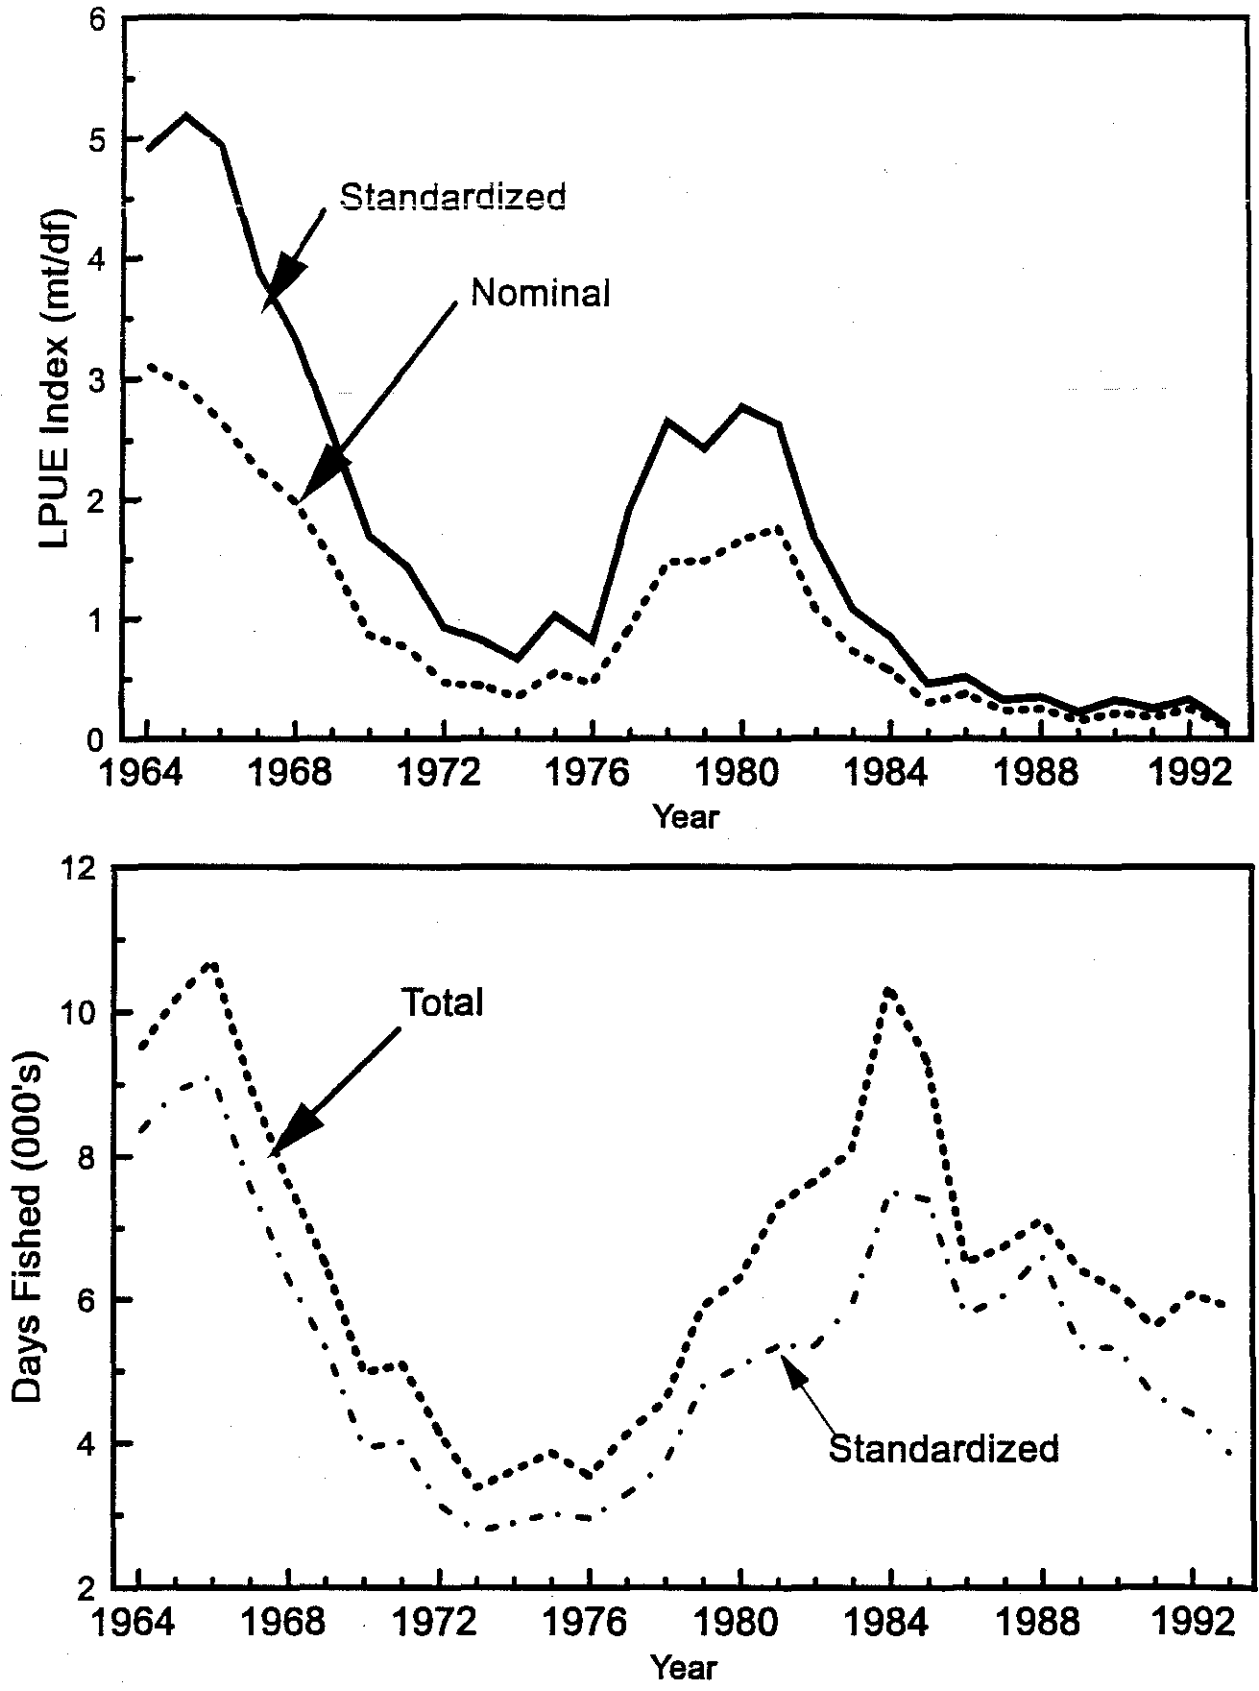 6
5
4
3
2
1
0
LPUE Index (mt/df)
Standardized
Nominal
1964 1968 1972 1976 1980 1984 1988 1992
Year
12
10
8
6
4
2
Days Fished (000's)
Total
Standardized
1964 1968 1972 1976 1980 1984 1988 1992
Year